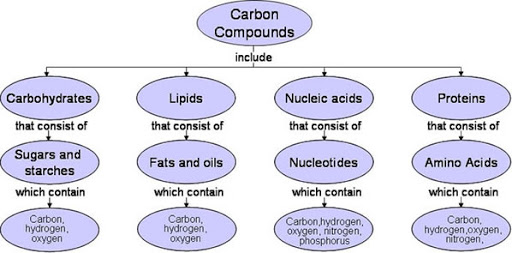 Carbon
Compounds
include
Carbohydrates
Lipids
Nucleic acids
Proteins
that consist of
that consist of
that consist of
that consist of
Sugars and
starches
Fats and oils
Nucleotides
Amino Acids
which contain
which contain
which contain
which contain
Carbon,
hydrogen,
oxygen
Carbon,
hydrogen,
oxygen
Carbon,hydrogen,
oxygen, nitrogen,
phosphorus
Carbon,
hydrogen,oxygen,
nitrogen,